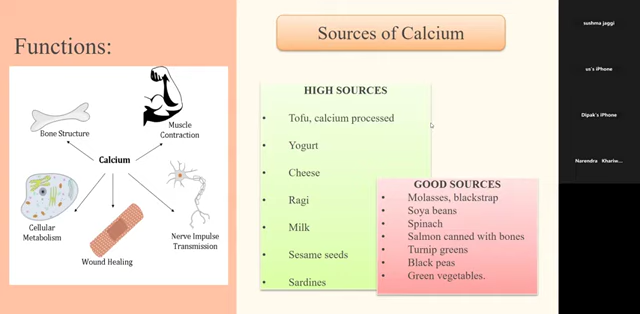 Functions:
Bone Structure
Muscle
Contraction
Calcium
Cellular
Metabolism
Wound Healing
Nerve Impulse
Transmission
Sources of Calcium
HIGH SOURCES
• Tofu, calcium processed
• Yogurt
• Cheese
• Ragi
• Milk
• Sesame seeds
• Sardines
GOOD SOURCES
• Molasses, blackstrap
• Soya beans
• Spinach
• Salmon canned with bones
• Turnip greens
• Black peas
• Green vegetables.
sushma jaggi
us's iPhone
Dipak's iPhone
Narendra Khariw...